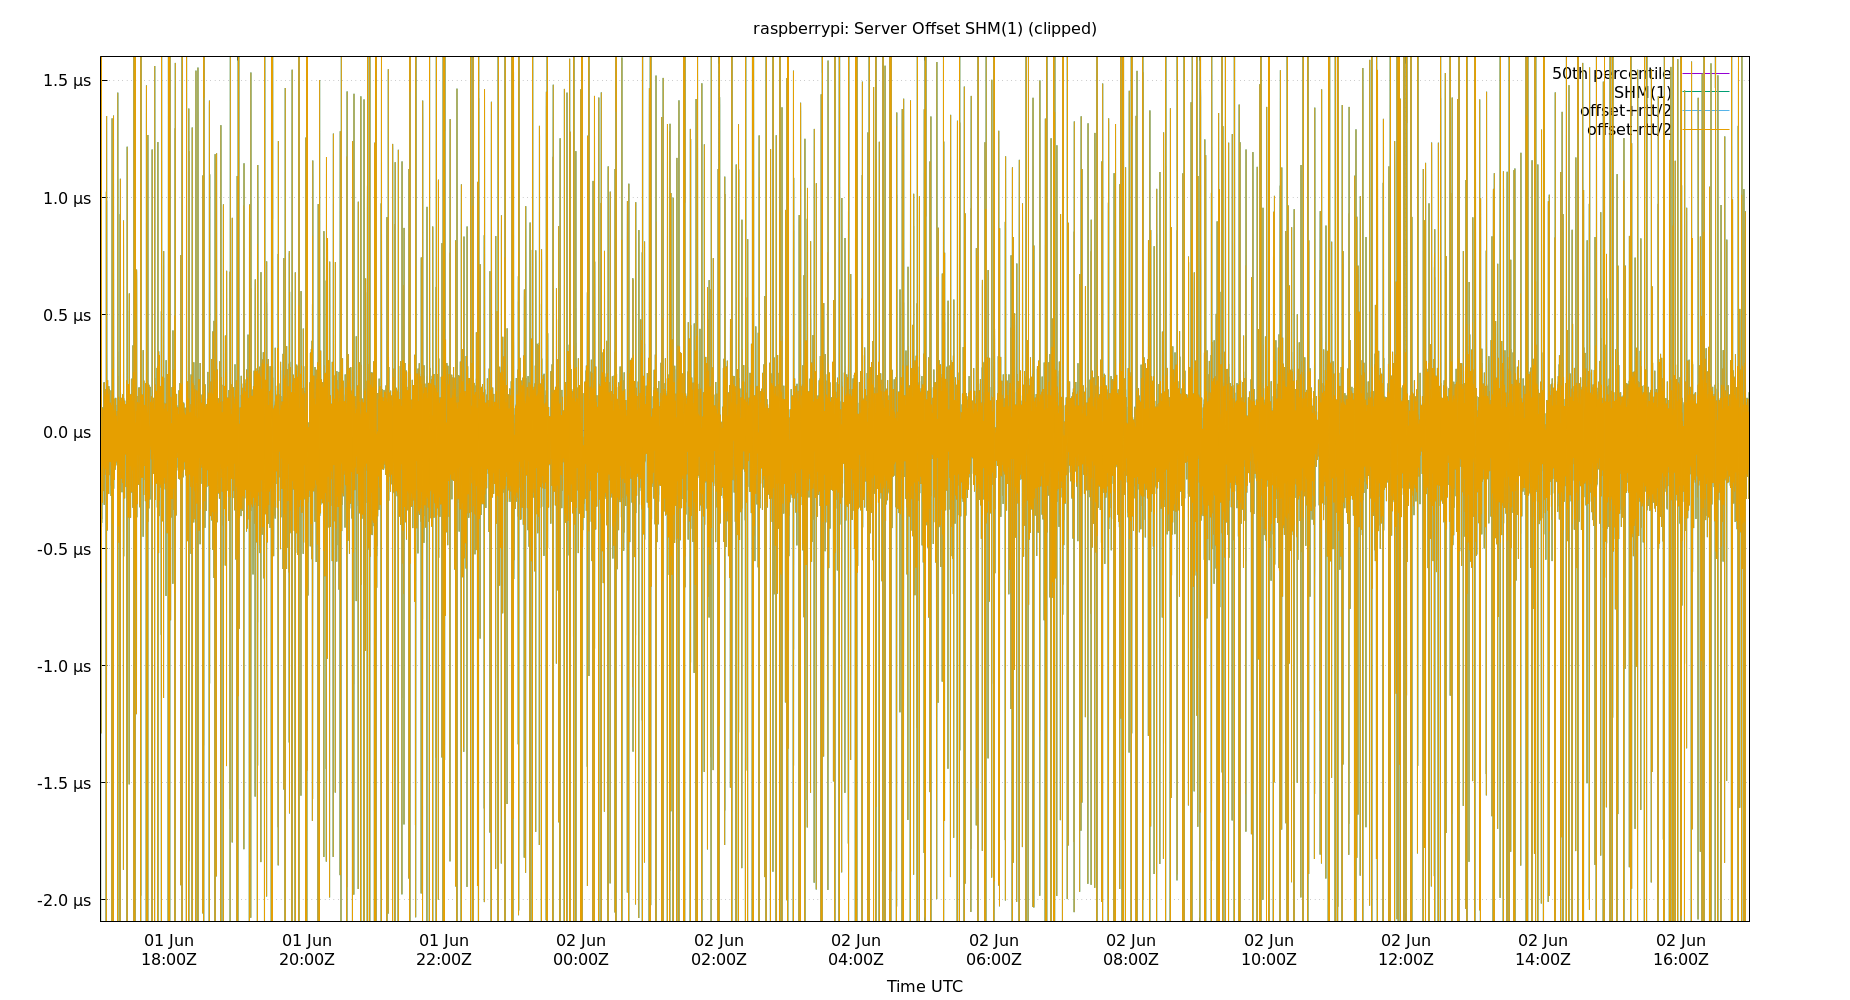 raspberrypi: Server Offset SHM(1) (clipped)
1.5 µs
1.0 µs
0.5 µs
0.0 µs
-0.5 µs
-1.0 µs
-1.5 µs
-2.0 µs
50th percentile
SHM(1)
offset+rtt/2
offset-rtt/2
01 Jun 01 Jun 01 Jun 02 Jun 02 Jun 02 Jun 02 Jun 02 Jun 02 Jun 02 Jun 02 Jun 02 Jun
18:00Z 20:00Z 22:00Z 00:00Z 02:00Z 04:00Z 06:00Z 08:00Z 10:00Z 12:00Z 14:00Z 16:00Z
Time UTC